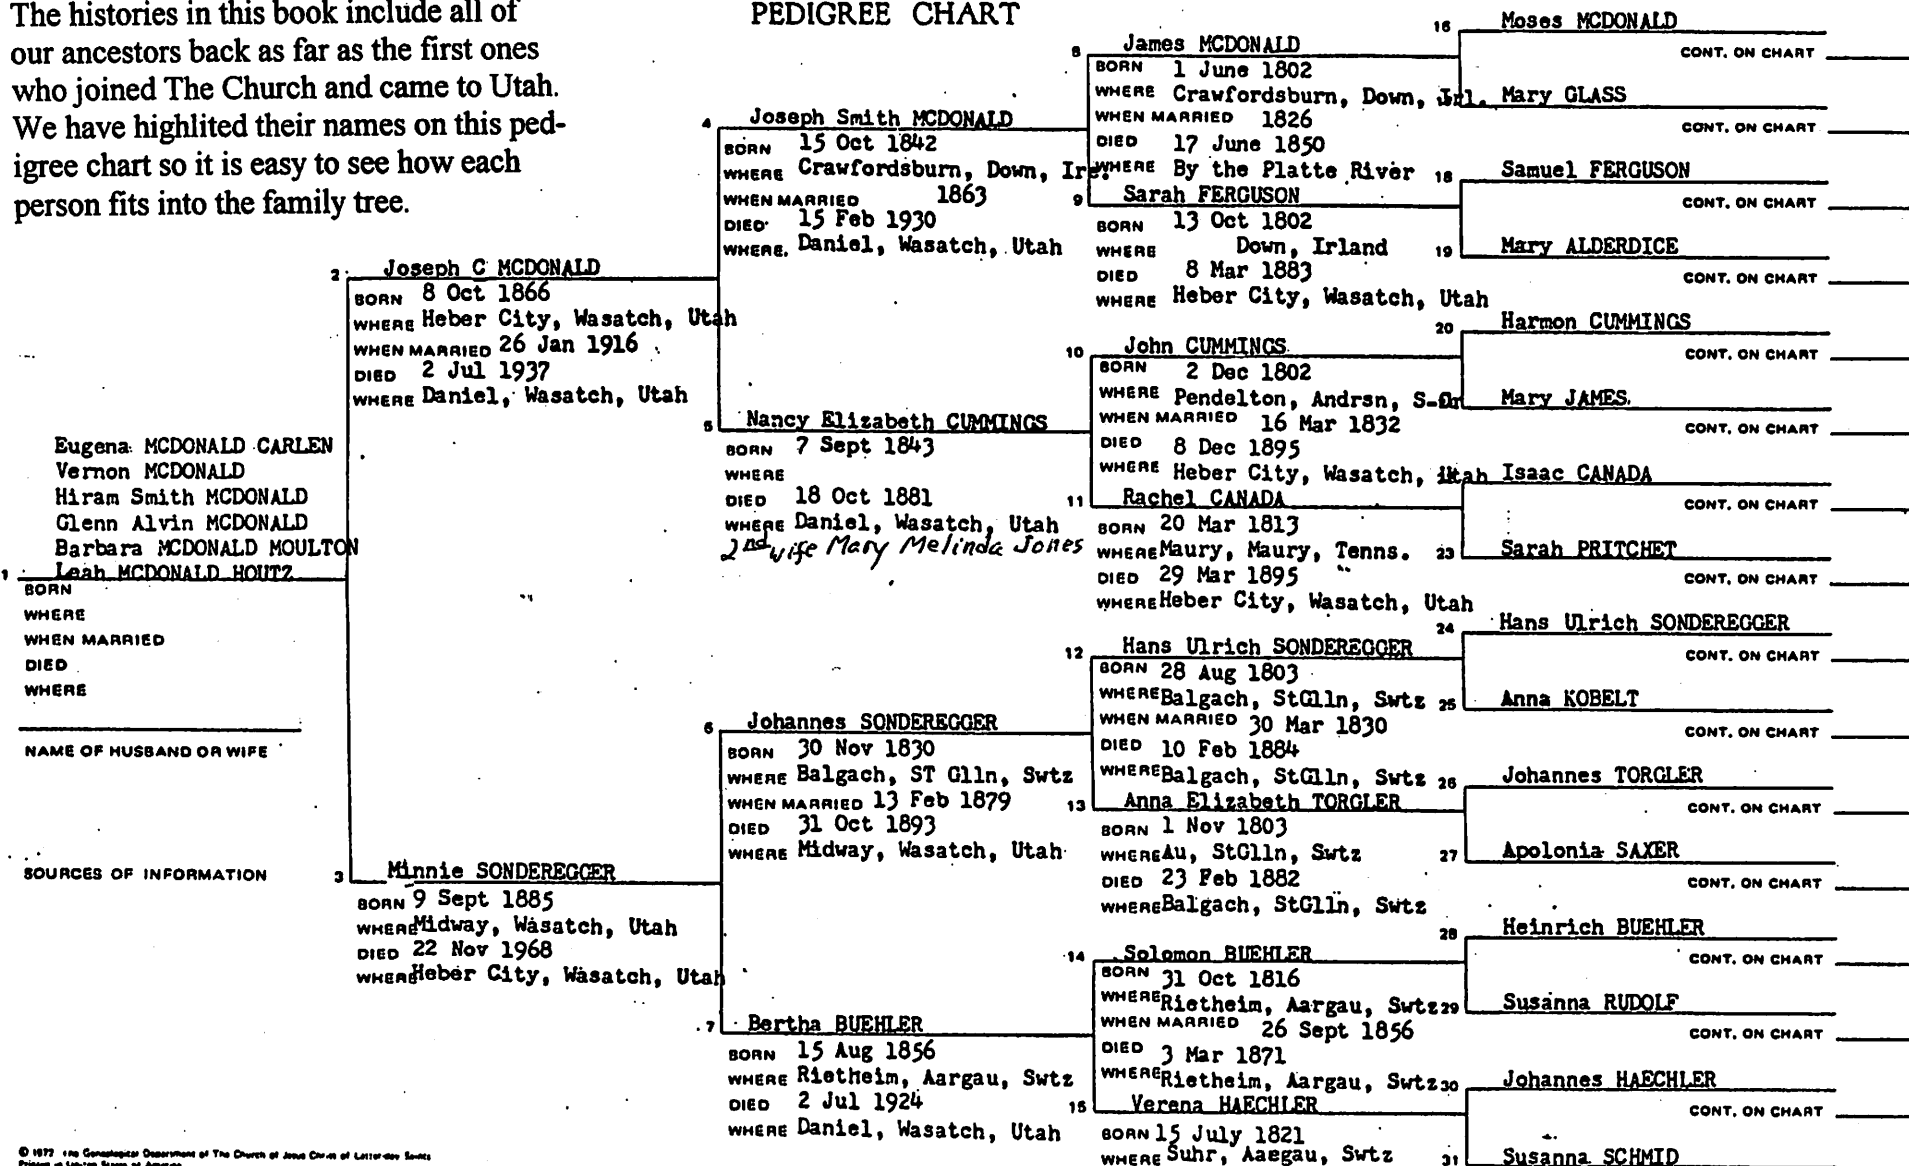 The histories in this book include all of
our ancestors back as far as the first ones
who joined The Church and came to Utah.
We have highlited their names on this ped-
igree chart so it is easy to see how each
person fits into the family tree.
PEDIGREE CHART
Eugena MCDONALD CARLEN
Vernon MCDONALD
Hiram Smith MCDONALD
Glenn Alvin MCDONALD
Barbara MCDONALD MOULTON
1 Leah MCDONALD HOUTZ
BORN
WHERE
WHEN MARRIED
DIED
WHERE
NAME OF HUSBAND OR WIFE
SOURCES OF INFORMATION
2 Joseph C MCDONALD
BORN 8 Oct 1866
WHERE Heber City, Wasatch, Utah
WHEN MARRIED 26 Jan 1916
DIED 2 Jul 1937
WHERE Daniel, Wasatch, Utah
3 Minnie SONDEREGGER
BORN 9 Sept 1885
WHERE Midway, Wasatch, Utah
DIED 22 Nov 1968
WHERE Heber City, Wasatch, Utah
4 Joseph Smith MCDONALD
BORN 15 Oct 1842
WHERE Crawfordsburn, Down, Ire.
WHEN MARRIED 1863
DIED 15 Feb 1930
WHERE Daniel, Wasatch, Utah
5 Nancy Elizabeth CUMMINGS
BORN 7 Sept 1843
WHERE
DIED 18 Oct 1881
WHERE Daniel, Wasatch, Utah
2nd wife Mary Melinda Jones
6 Johannes SONDEREGGER
BORN 30 Nov 1830
WHERE Balgach, ST Glln, Swtz
WHEN MARRIED 13 Feb 1879
DIED 31 Oct 1893
WHERE Midway, Wasatch, Utah
7 Bertha BUEHLER
BORN 15 Aug 1856
WHERE Rietheim, Aargau, Swtz
DIED 2 Jul 1924
WHERE Daniel, Wasatch, Utah
8 James MCDONALD
BORN 1 June 1802
WHERE Crawfordsburn, Down, Irl.
WHEN MARRIED 1826
DIED 17 June 1850
WHERE By the Platte River
9 Sarah FERGUSON
BORN 13 Oct 1802
WHERE Down, Irland
DIED 8 Mar 1883
WHERE Heber City, Wasatch, Utah
10 John CUMMINGS
BORN 2 Dec 1802
WHERE Pendelton, Andrsn,
WHEN MARRIED 16 Mar 1832
DIED 8 Dec 1895
WHERE Heber City, Wasatch, Utah
11 Rachel CANADA
BORN 20 Mar 1813
WHERE Maury, Maury, Tenns.
DIED 29 Mar 1895
WHERE Heber City, Wasatch, Utah
12 Hans Ulrich SONDEREGGER
BORN 28 Aug 1803
WHERE Balgach, StGlln, Swtz
WHEN MARRIED 30 Mar 1830
DIED 10 Feb 1884
WHERE Balgach, StGlln, Swtz
13 Anna Elizabeth TORGLER
BORN 1 Nov 1803
WHERE Au, StGlln, Swtz
DIED 23 Feb 1882
WHERE Balgach, StGlln, Swtz
14 Solomon BUEHLER
BORN 31 Oct 1816
WHERE Rietheim, Aargau, Swtz
WHEN MARRIED 26 Sept 1856
DIED 3 Mar 1871
WHERE Rietheim, Aargau, Swtz
15 Verena HAECHLER
BORN 15 July 1821
WHERE Suhr, Aaegau, Swtz
16 Moses MCDONALD
CONT. ON CHART
Mary GLASS
CONT. ON CHART
18 Samuel FERGUSON
CONT. ON CHART
19 Mary ALDERDICE
CONT. ON CHART
20 Harmon CUMMINGS
CONT. ON CHART
Mary JAMES
CONT. ON CHART
Isaac CANADA
CONT. ON CHART
23 Sarah PRITCHET
CONT. ON CHART
24 Hans Ulrich SONDEREGGER
CONT. ON CHART
25 Anna KOBELT
CONT. ON CHART
26 Johannes TORGLER
CONT. ON CHART
27 Apolonia SAXER
CONT. ON CHART
28 Heinrich BUEHLER
CONT. ON CHART
29 Susanna RUDOLF
CONT. ON CHART
30 Johannes HAECHLER
CONT. ON CHART
31 Susanna SCHMID
© 1977 The Genealogical Department of The Church of Jesus Christ of Latter-day Saints
Printed in United States of America